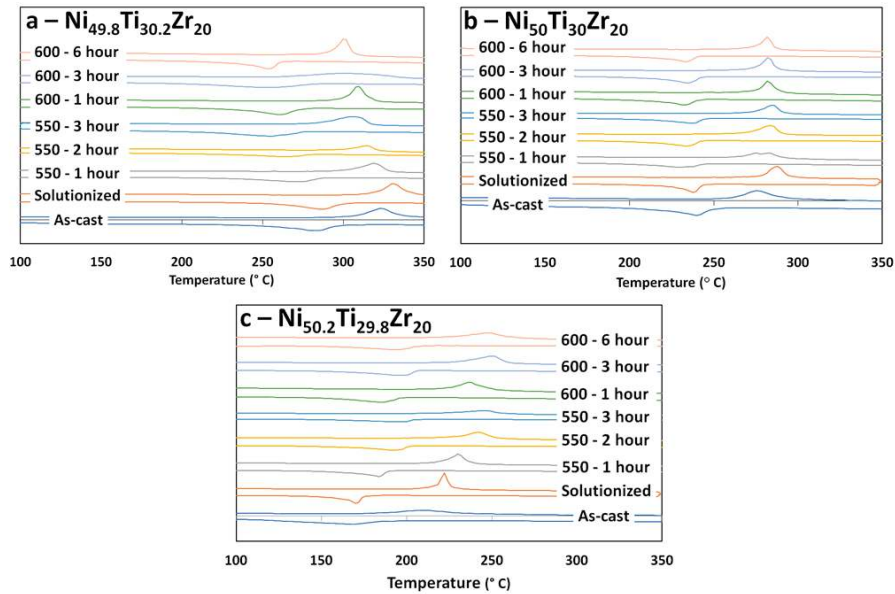 a – Ni49.8Ti30.2Zr20
600 - 6 hour
600 - 3 hour
600 - 1 hour
550 - 3 hour
550 - 2 hour
550 - 1 hour
Solutionized
As-cast
100 150 200 250 300 350
Temperature (° C)
b – Ni50Ti30Zr20
600 - 6 hour
600 - 3 hour
600 - 1 hour
550 - 3 hour
550 - 2 hour
550 - 1 hour
Solutionized
As-cast
100 150 200 250 300 350
Temperature (° C)
c – Ni50.2Ti29.8Zr20
600 - 6 hour
600 - 3 hour
600 - 1 hour
550 - 3 hour
550 - 2 hour
550 - 1 hour
Solutionized
As-cast
100 150 200 250 300 350
Temperature (° C)